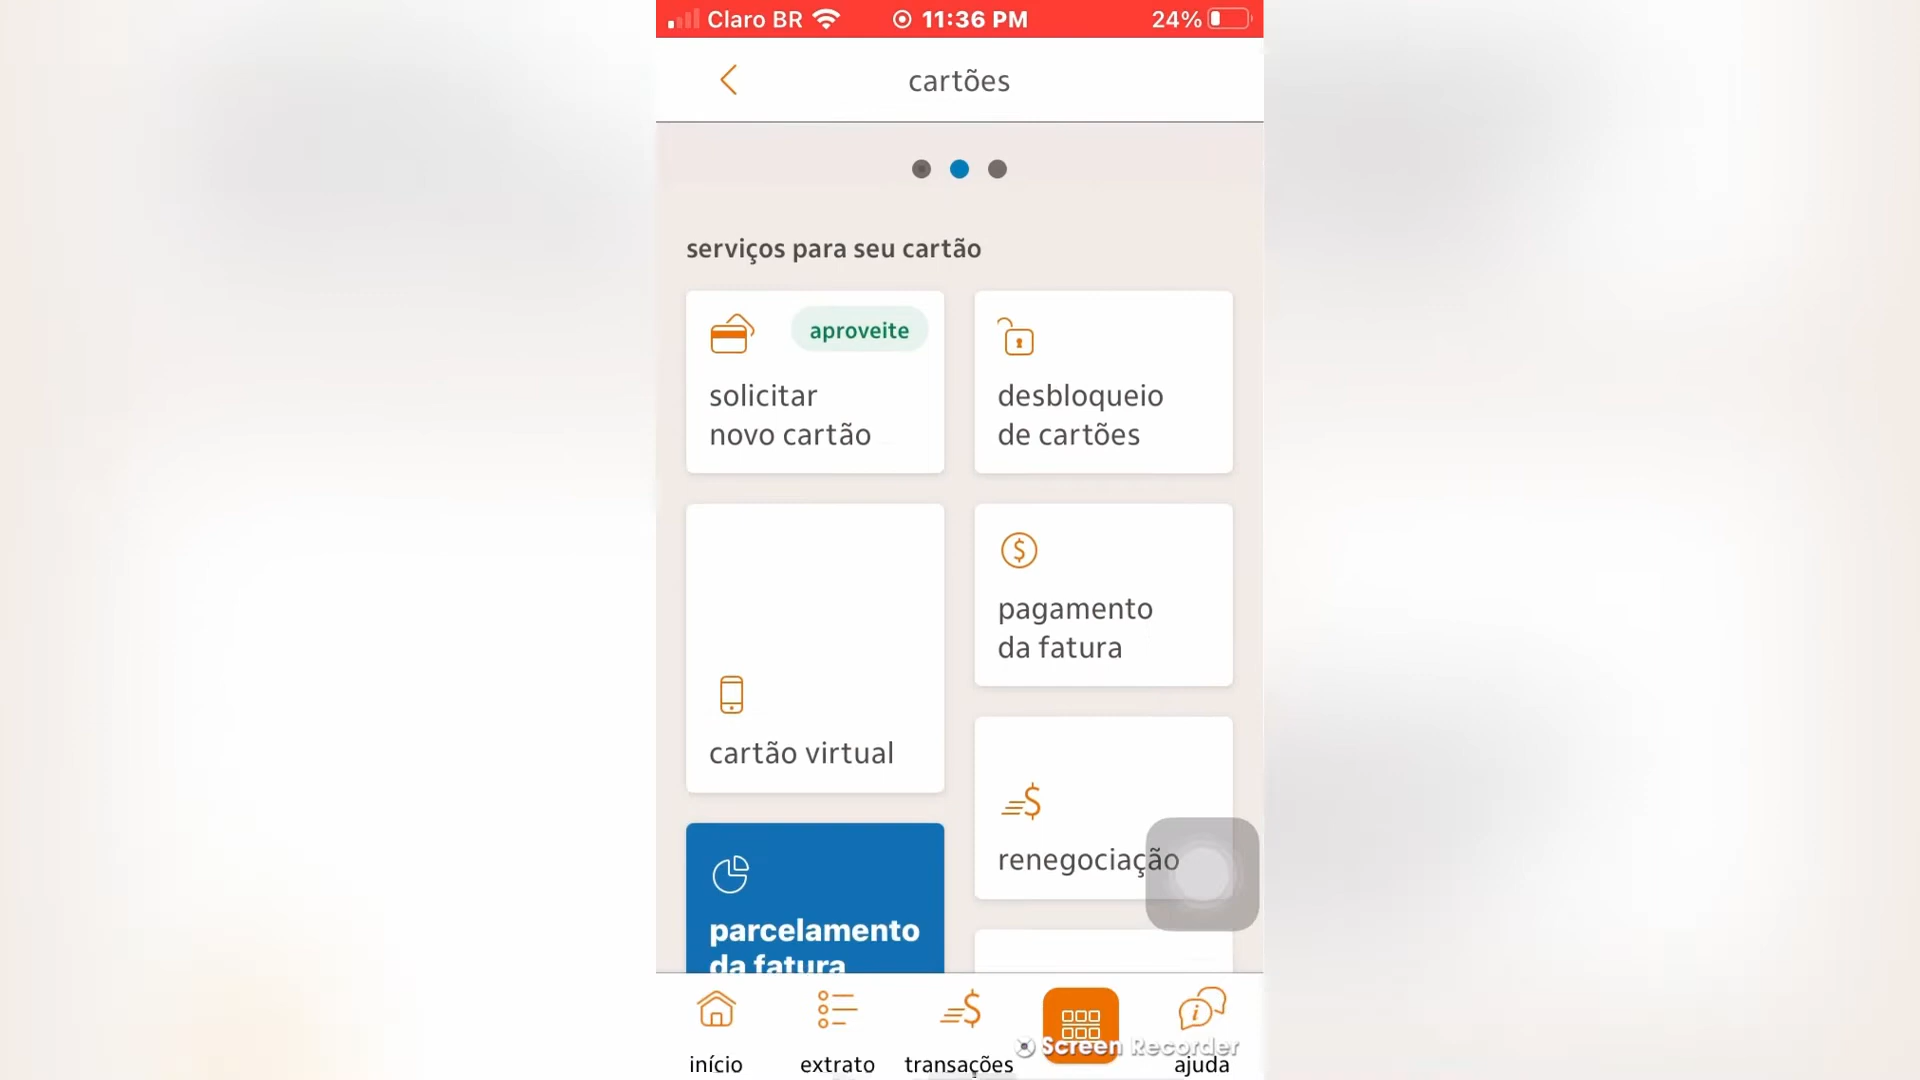 Claro BR 11:36 PM 24%
cartões
serviços para seu cartão
aproveite
solicitar
novo cartão
desbloqueio
de cartões
cartão virtual
pagamento
da fatura
renegociação
parcelamento
da fatura
início extrato transações ajuda
Screen Recorder